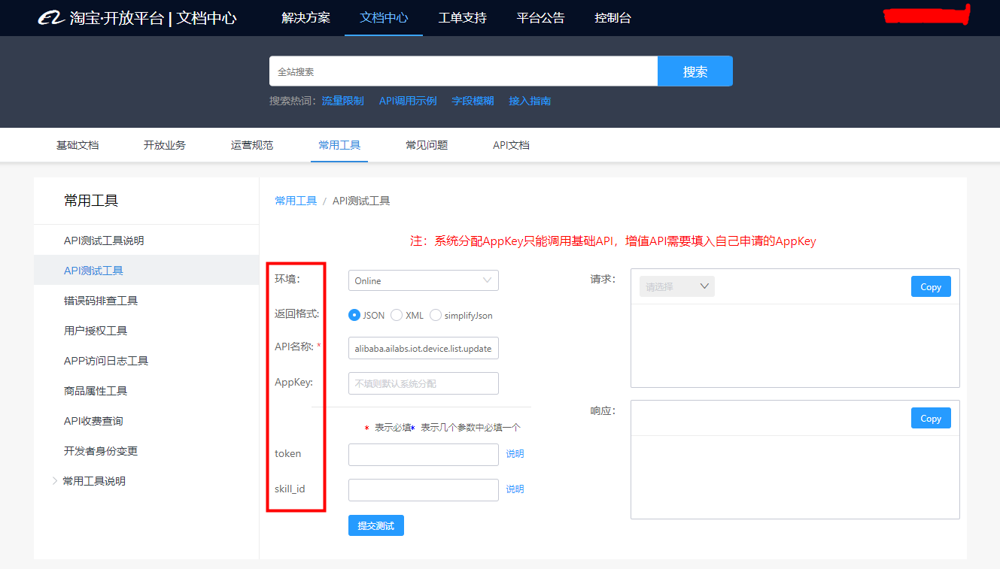 淘宝·开放平台 | 文档中心 解决方案 文档中心 工单支持 平台公告 控制台
全站搜索 搜索
搜索热词： 流量限制 API调用示例 字段模糊 接入指南
基础文档 开放业务 运营规范 常用工具 常见问题 API文档
常用工具
API测试工具说明
API测试工具
错误码排查工具
用户授权工具
APP访问日志工具
商品属性工具
API收费查询
开发者身份变更
常用工具说明
常用工具 / API测试工具
注：系统分配AppKey只能调用基础API，增值API需要填入自己申请的AppKey
环境： Online
返回格式: JSON XML simplifyJson
API名称: * alibaba.ailabs.iot.device.list.update
AppKey: 不填则默认系统分配
* 表示必填* 表示几个参数中必填一个
token 说明
skill_id 说明
提交测试
请求： 请选择 Copy
响应： Copy